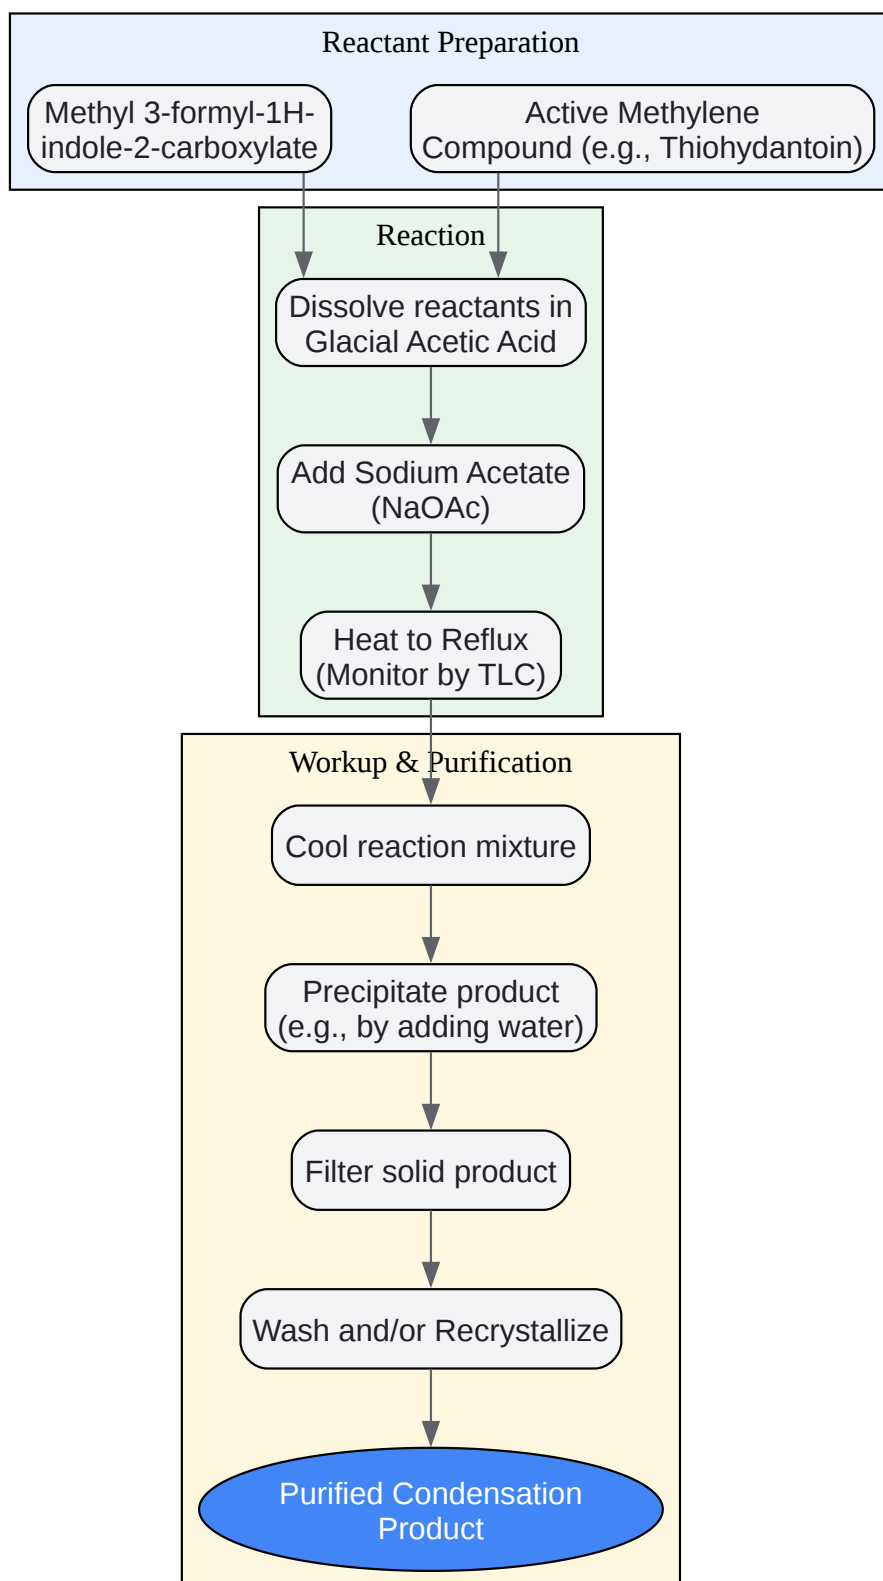 Reactant Preparation
Methyl 3-formyl-1H-
indole-2-carboxylate
Active Methylene
Compound (e.g., Thiohydantoin)
Reaction
Dissolve reactants in
Glacial Acetic Acid
Add Sodium Acetate
(NaOAc)
Heat to Reflux
(Monitor by TLC)
Workup & Purification
Cool reaction mixture
Precipitate product
(e.g., by adding water)
Filter solid product
Wash and/or Recrystallize
Purified Condensation
Product